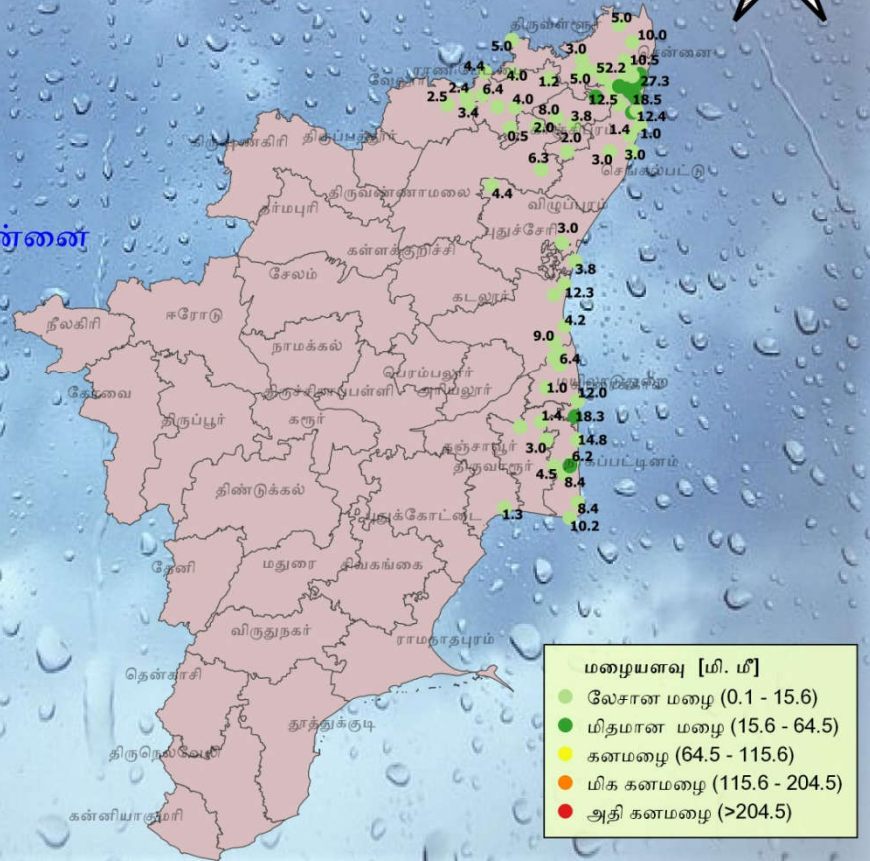 திருவள்ளூர்
5.0
10.0
5.0
3.0
சென்னை
10.5
4.4
4.0
1.2
5.0
52.2
27.3
2.5
2.4
6.4
4.0
8.0
12.5
18.5
3.4
3.8
12.4
0.5
2.0
1.4
1.0
கிருஷ்ணகிரி
திருப்பத்தூர்
காஞ்சிபுரம்
2.0
6.3
3.0
3.0
செங்கல்பட்டு
திருவண்ணாமலை
4.4
தர்மபுரி
விழுப்புரம்
புதுச்சேரி
3.0
ன்னை
கள்ளக்குறிச்சி
சேலம்
3.8
கடலூர்
12.3
நீலகிரி
ஈரோடு
4.2
நாமக்கல்
9.0
6.4
பெரம்பலூர்
மயிலாடுதுறை
கோவை
திருச்சிராப்பள்ளி
அரியலூர்
1.0
12.0
திருப்பூர்
கரூர்
1.4
18.3
தஞ்சாவூர்
3.0
14.8
6.2
திருவாரூர்
நாகப்பட்டினம்
4.5
8.4
திண்டுக்கல்
புதுக்கோட்டை
1.3
8.4
10.2
தேனி
மதுரை
சிவகங்கை
விருதுநகர்
ராமநாதபுரம்
தென்காசி
தூத்துக்குடி
திருநெல்வேலி
கன்னியாகுமரி
மழையளவு [மி. மீ]
லேசான மழை (0.1 - 15.6)
மிதமான மழை (15.6 - 64.5)
கனமழை (64.5 - 115.6)
மிக கனமழை (115.6 - 204.5)
அதி கனமழை (>204.5)